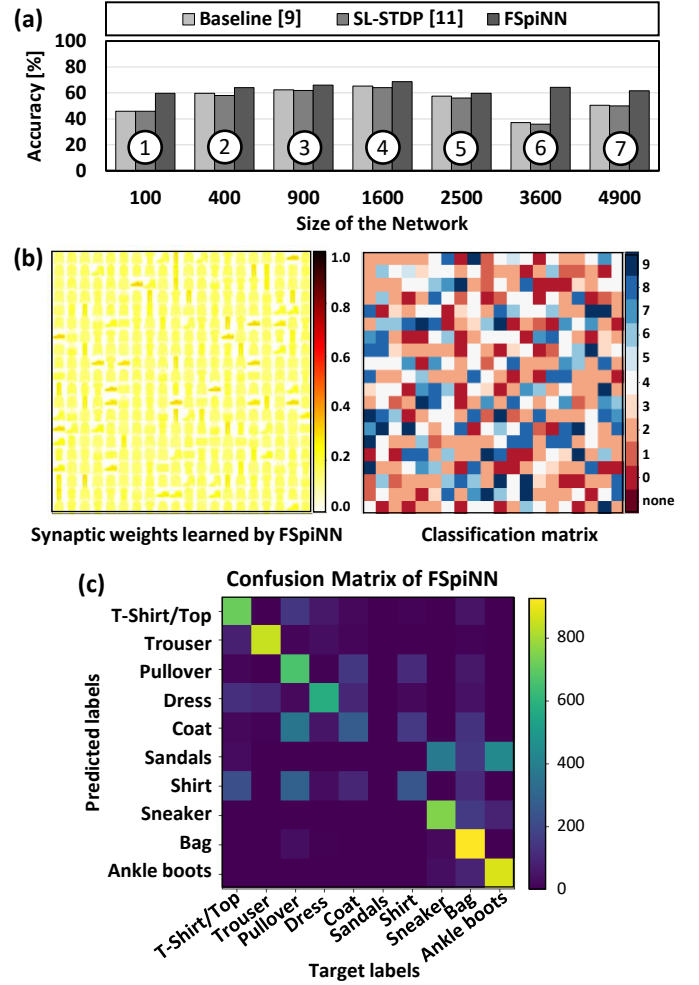 (a)
Baseline [9] SL-STDP [11] FSpiNN
Accuracy [%]
100
80
60
40
20
0
1 2 3 4 5 6 7
100 400 900 1600 2500 3600 4900
Size of the Network
(b)
1.0
0.8
0.6
0.4
0.2
0.0
9
8
7
6
5
4
3
2
1
0
none
Synaptic weights learned by FSpiNN
Classification matrix
(c)
Confusion Matrix of FSpiNN
Predicted labels
T-Shirt/Top
Trouser
Pullover
Dress
Coat
Sandals
Shirt
Sneaker
Bag
Ankle boots
800
600
400
200
0
T-Shirt/Top
Trouser
Pullover
Dress
Coat
Sandals
Shirt
Sneaker
Bag
Ankle boots
Target labels